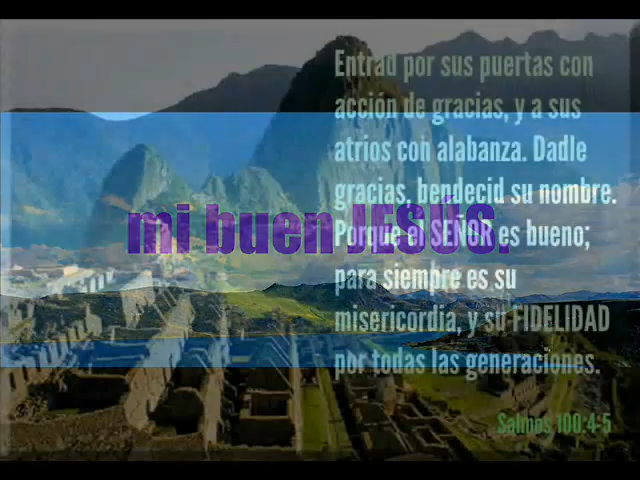 Entrad por sus puertas con
acción de gracias, y a sus
atrios con alabanza. Dadle
gracias, bendecid su nombre.
mi buen JESÚS.
Porque el SEÑOR es bueno;
para siempre es su
misericordia, y su FIDELIDAD
por todas las generaciones.
Salmos 100:4-5